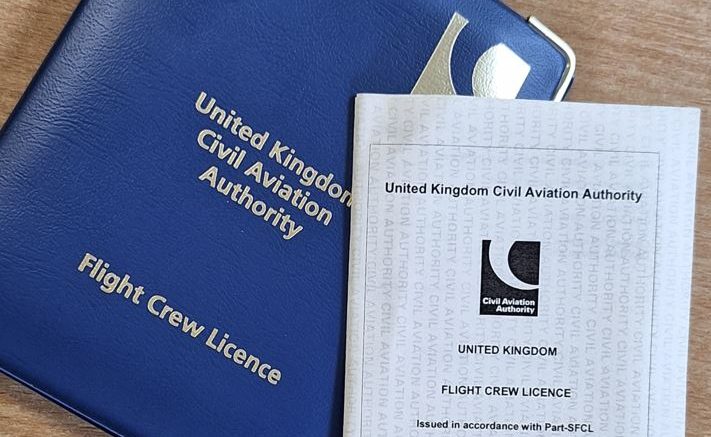 United Kingdom
Civil Aviation
Authority
Flight Crew Licence
United Kingdom Civil Aviation Authority
Civil Aviation
Authority
UNITED KINGDOM
FLIGHT CREW LICENCE
Issued in accordance with Part-SFCL